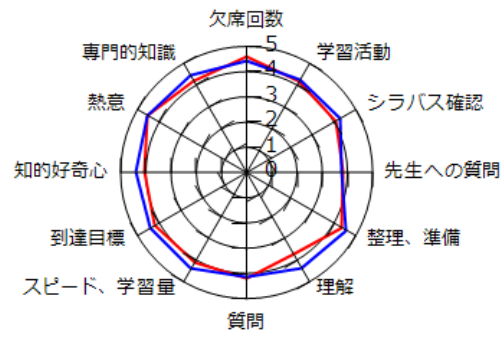 欠席回数
学習活動
シラバス確認
先生への質問
整理、準備
理解
質問
スピード、学習量
到達目標
知的好奇心
熱意
専門的知識
5
4
3
2
1
0